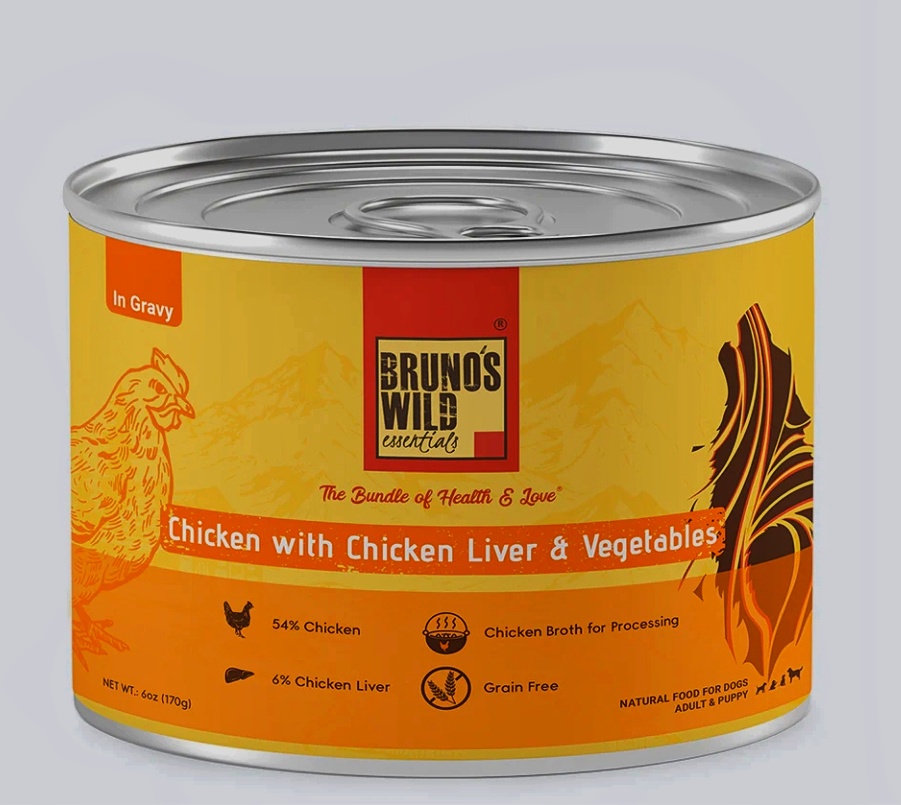 In Gravy
®
BRUNO'S
WILD
essentials
The Bundle of Health & Love®
Chicken with Chicken Liver & Vegetables
54% Chicken
Chicken Broth for Processing
6% Chicken Liver
Grain Free
NET WT.: 6oz (170g)
NATURAL FOOD FOR DOGS
ADULT & PUPPY